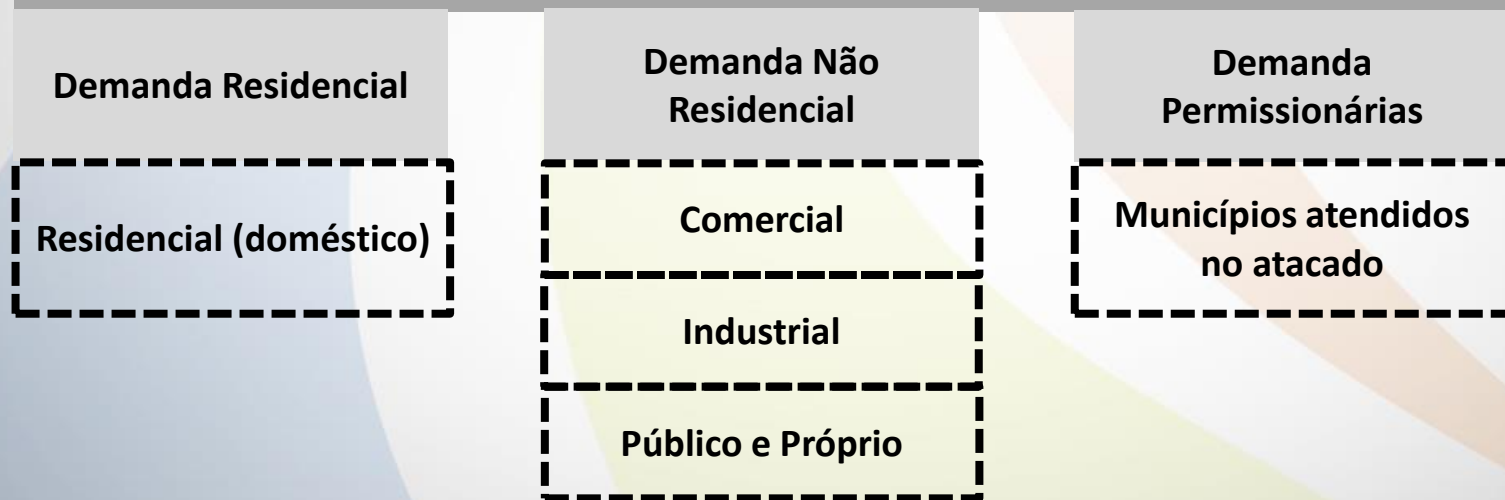 Demanda Residencial
Residencial (doméstico)
Demanda Não
Residencial
Comercial
Industrial
Público e Próprio
Demanda
Permissionárias
Municípios atendidos
no atacado